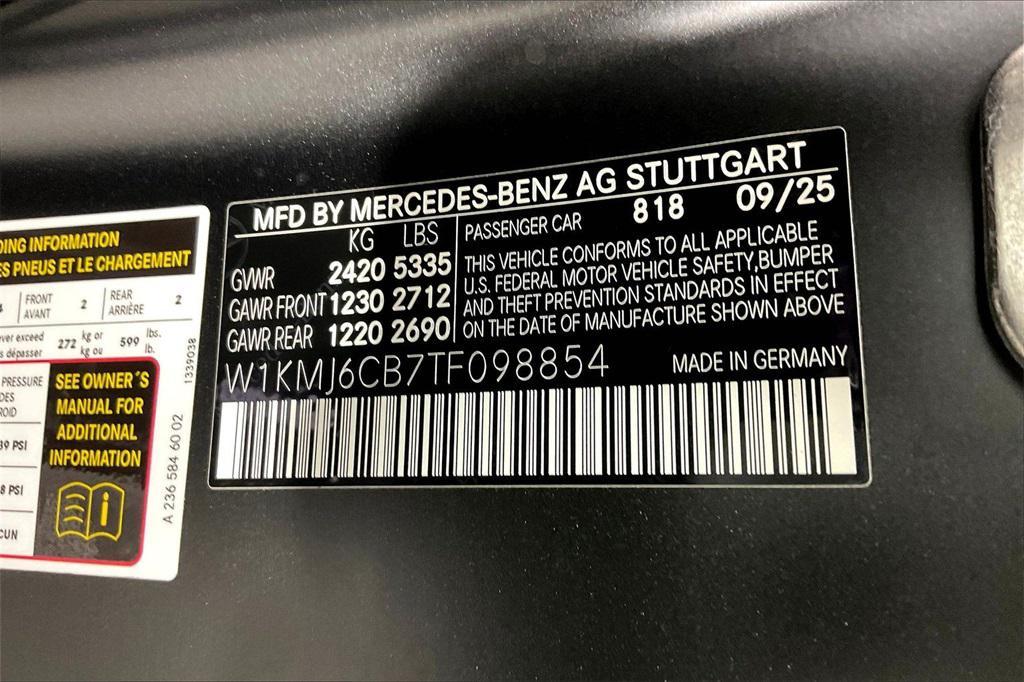 MFD BY MERCEDES-BENZ AG STUTTGART
KG LBS
GVWR 2420 5335
GAWR FRONT 1230 2712
GAWR REAR 1220 2690
PASSENGER CAR 818 09/25
THIS VEHICLE CONFORMS TO ALL APPLICABLE
U.S. FEDERAL MOTOR VEHICLE SAFETY,BUMPER
AND THEFT PREVENTION STANDARDS IN EFFECT
ON THE DATE OF MANUFACTURE SHOWN ABOVE
W1KMJ6CB7TF098854 MADE IN GERMANY
INFORMATION
PNEUS ET LE CHARGEMENT
FRONT
AVANT
2
REAR
ARRIÈRE
2
exceed
dépasser
272
kg or
kg ou
599
lbs.
lb.
PRESSURE
PSI
PSI
SEE OWNER´S
MANUAL FOR
ADDITIONAL
INFORMATION
i
1339038
A 236 584 60 02